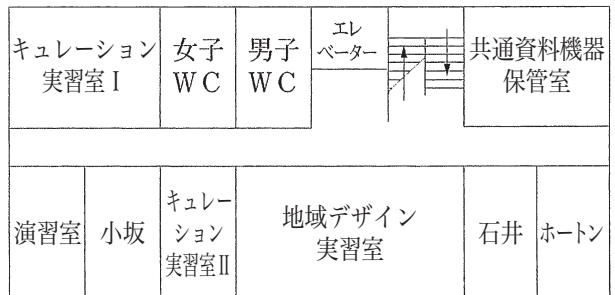 キュレーション
実習室Ⅰ
女子
WC
男子
WC
エレ
ベーター
共通資料機器
保管室
演習室
小坂
キュレー
ション
実習室Ⅱ
地域デザイン
実習室
石井
ホートン